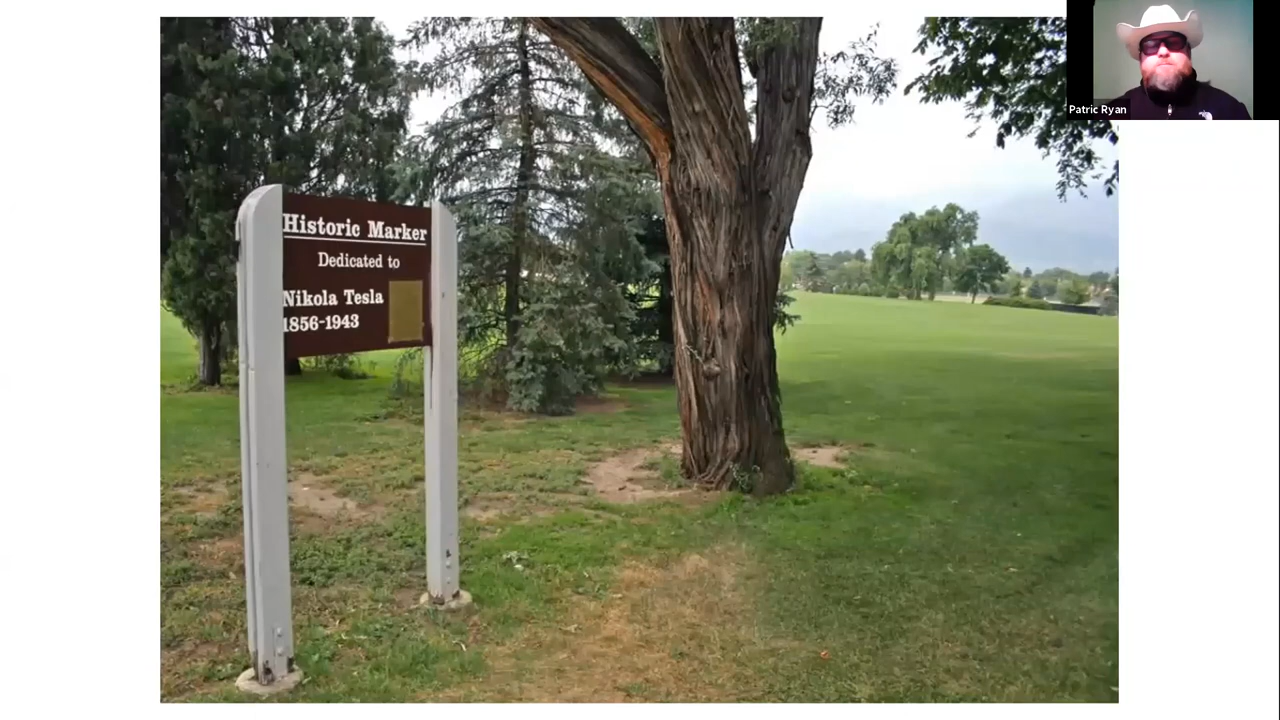 Historic Marker
Dedicated to
Nikola Tesla
1856-1943
Patric Ryan